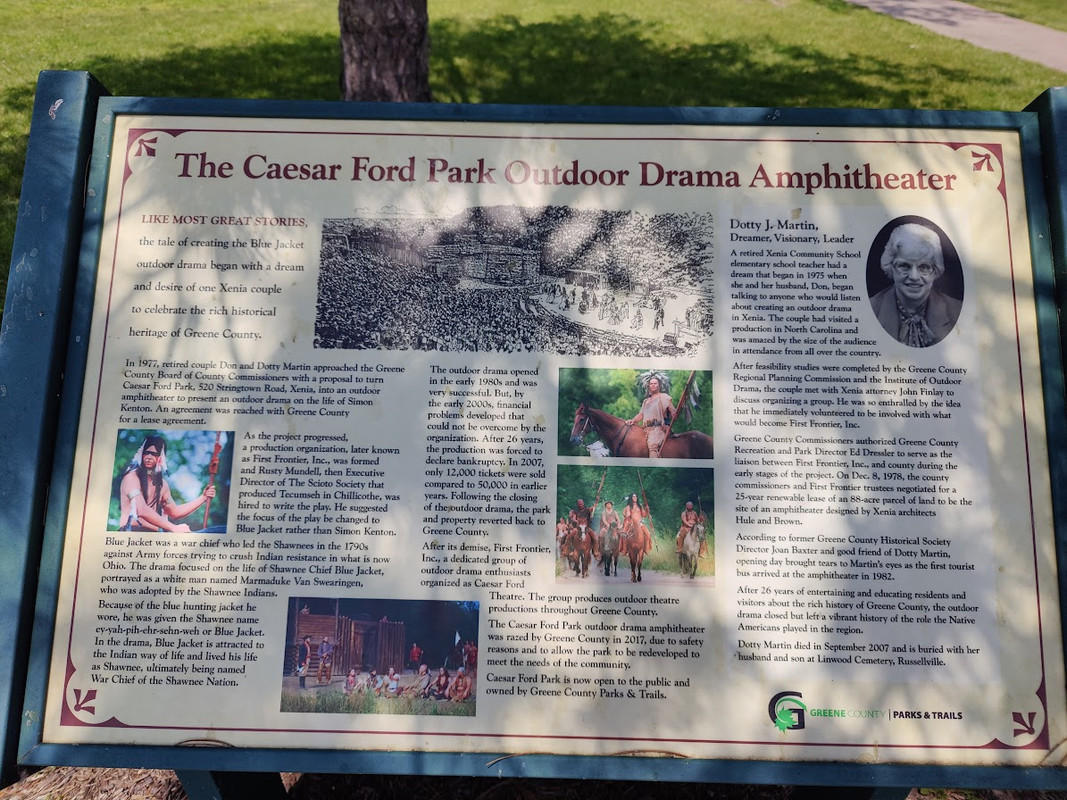 The Caesar Ford Park Outdoor Drama Amphitheater
LIKE MOST GREAT STORIES,
the tale of creating the Blue Jacket
outdoor drama began with a dream
and desire of one Xenia couple
to celebrate the rich historical
heritage of Greene County.
In 1977, retired couple Don and Dotty Martin approached the Greene
County Board of County Commissioners with a proposal to turn
Caesar Ford Park, 520 Stringtown Road, Xenia, into an outdoor
amphitheater to present an outdoor drama on the life of Simon
Kenton. An agreement was reached with Greene County
for a lease agreement.
As the project progressed,
a production organization, later known
as First Frontier, Inc., was formed
and Rusty Mundell, then Executive
Director of The Scioto Society that
produced Tecumseh in Chillicothe, was
hired to write the play. He suggested
the focus of the play be changed to
Blue Jacket rather than Simon Kenton.
Blue Jacket was a war chief who led the Shawnees in the 1790s
against Army forces trying to crush Indian resistance in what is now
Ohio. The drama focused on the life of Shawnee Chief Blue Jacket,
portrayed as a white man named Marmaduke Van Swearingen,
who was adopted by the Shawnee Indians.
Because of the blue hunting jacket he
wore, he was given the Shawnee name
cy-yah-pih-ehr-sehn-weh or Blue Jacket.
In the drama, Blue Jacket is attracted to
the Indian way of life and lived his life
as Shawnee, ultimately being named
War Chief of the Shawnee Nation.
The outdoor drama opened
in the early 1980s and was
very successful. But, by
the early 2000s, financial
problems developed that
could not be overcome by the
organization. After 26 years,
the production was forced to
declare bankruptcy. In 2007,
only 12,000 tickets were sold
compared to 50,000 in earlier
years. Following the closing
of the outdoor drama, the park
and property reverted back to
Greene County.
After its demise, First Frontier,
Inc., a dedicated group of
outdoor drama enthusiasts
organized as Caesar Ford
Theatre. The group produces outdoor theatre
productions throughout Greene County.
The Caesar Ford Park outdoor drama amphitheater
was razed by Greene County in 2017, due to safety
reasons and to allow the park to be redeveloped to
meet the needs of the community.
Caesar Ford Park is now open to the public and
owned by Greene County Parks & Trails.
Dotty J. Martin,
Dreamer, Visionary, Leader
A retired Xenia Community School
elementary school teacher had a
dream that began in 1975 when
she and her husband, Don, began
talking to anyone who would listen
about creating an outdoor drama
in Xenia. The couple had visited a
production in North Carolina and
was amazed by the size of the audience
in attendance from all over the country.
After feasibility studies were completed by the Greene County
Regional Planning Commission and the Institute of Outdoor
Drama, the couple met with Xenia attorney John Finlay to
discuss organizing a group. He was so enthralled by the idea
that he immediately volunteered to be involved with what
would become First Frontier, Inc.
Greene County Commissioners authorized Greene County
Recreation and Park Director Ed Dressler to serve as the
liaison between First Frontier, Inc., and county during the
early stages of the project. On Dec. 8, 1978, the county
commissioners and First Frontier trustees negotiated for a
25-year renewable lease of an 88-acre parcel of land to be the
site of an amphitheater designed by Xenia architects
Hule and Brown.
According to former Greene County Historical Society
Director Joan Baxter and good friend of Dotty Martin,
opening day brought tears to Martin's eyes as the first tourist
bus arrived at the amphitheater in 1982.
After 26 years of entertaining and educating residents and
visitors about the rich history of Greene County, the outdoor
drama closed but left a vibrant history of the role the Native
Americans played in the region.
Dotty Martin died in September 2007 and is buried with her
husband and son at Linwood Cemetery, Russellville.
GREENE COUNTY | PARKS & TRAILS